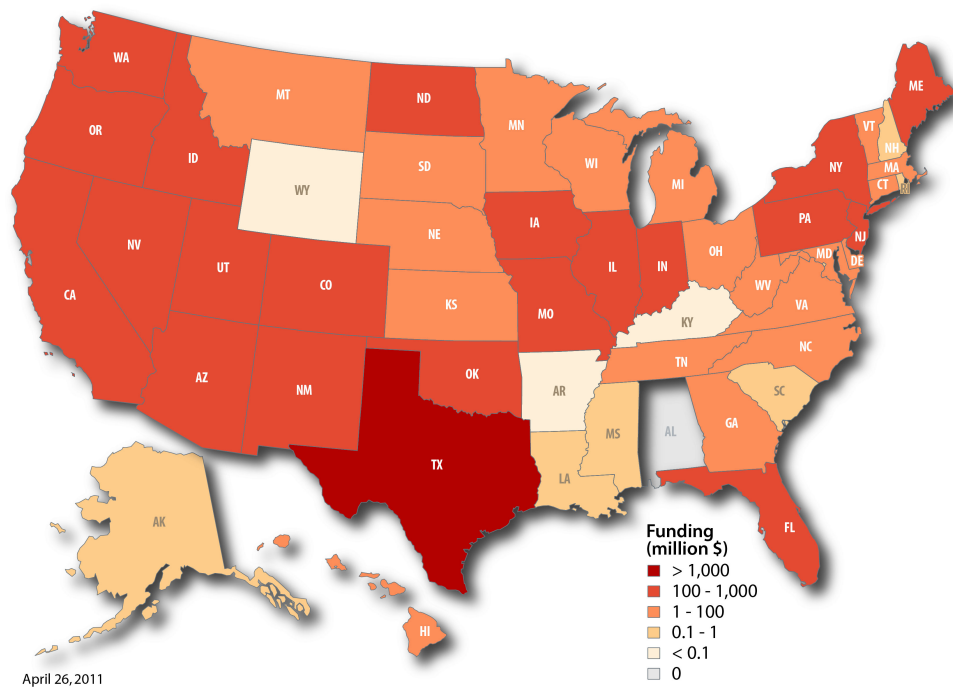 WA
MT
ND
ME
OR
ID
MN
VT
NH
SD
WI
NY
MA
WY
MI
CT
RI
NE
IA
PA
NV
UT
IL
IN
OH
NJ
MD
DE
CA
CO
KS
MO
WV
VA
KY
NC
AZ
NM
OK
TN
AR
SC
TX
MS
AL
GA
LA
AK
FL
HI
Funding
(million $)
> 1,000
100 - 1,000
1 - 100
0.1 - 1
< 0.1
0
April 26, 2011